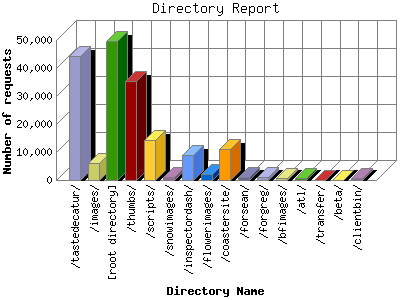 Directory Report
Number of requests
50,000
40,000
30,000
20,000
10,000
0
/tastedecatur/
/images/
[root directory]
/thumbs/
/scripts/
/snowimages/
/inspectordash/
/flowerimages/
/coastersite/
/forsean/
/forgreg/
/bfimages/
/atl/
/transfer/
/beta/
/clientbin/
Directory Name